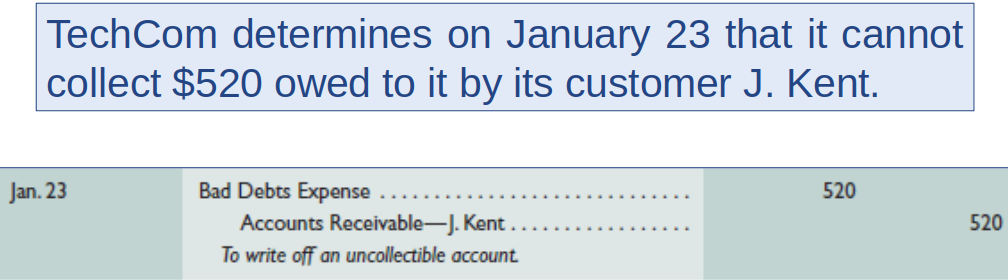 TechCom determines on January 23 that it cannot
collect $520 owed to it by its customer J. Kent.
Jan. 23 Bad Debts Expense ............................. 520
Accounts Receivable—J. Kent ................. 520
To write off an uncollectible account.